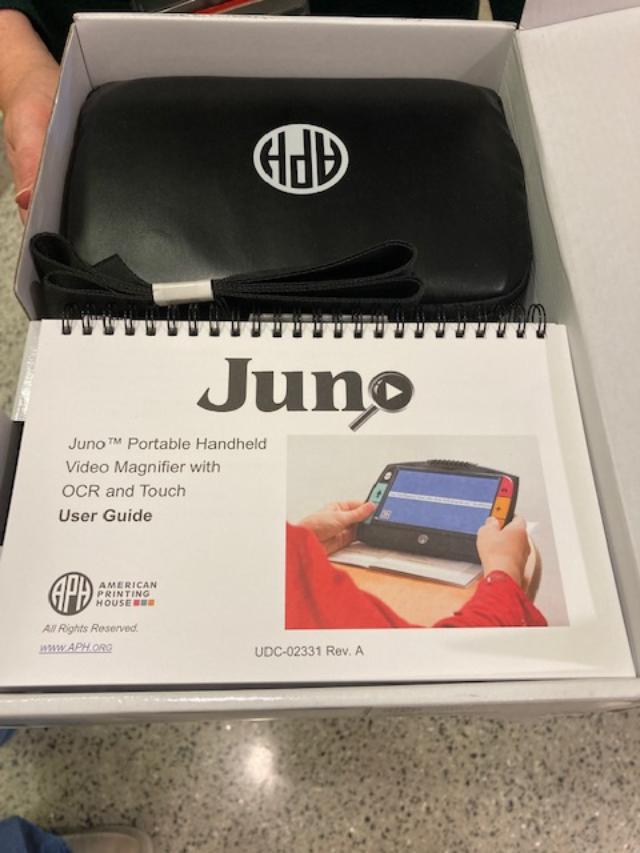 APH
Juno
Juno™ Portable Handheld
Video Magnifier with
OCR and Touch
User Guide
APH
AMERICAN
PRINTING
HOUSE
All Rights Reserved.
www.APH.org
UDC-02331 Rev. A